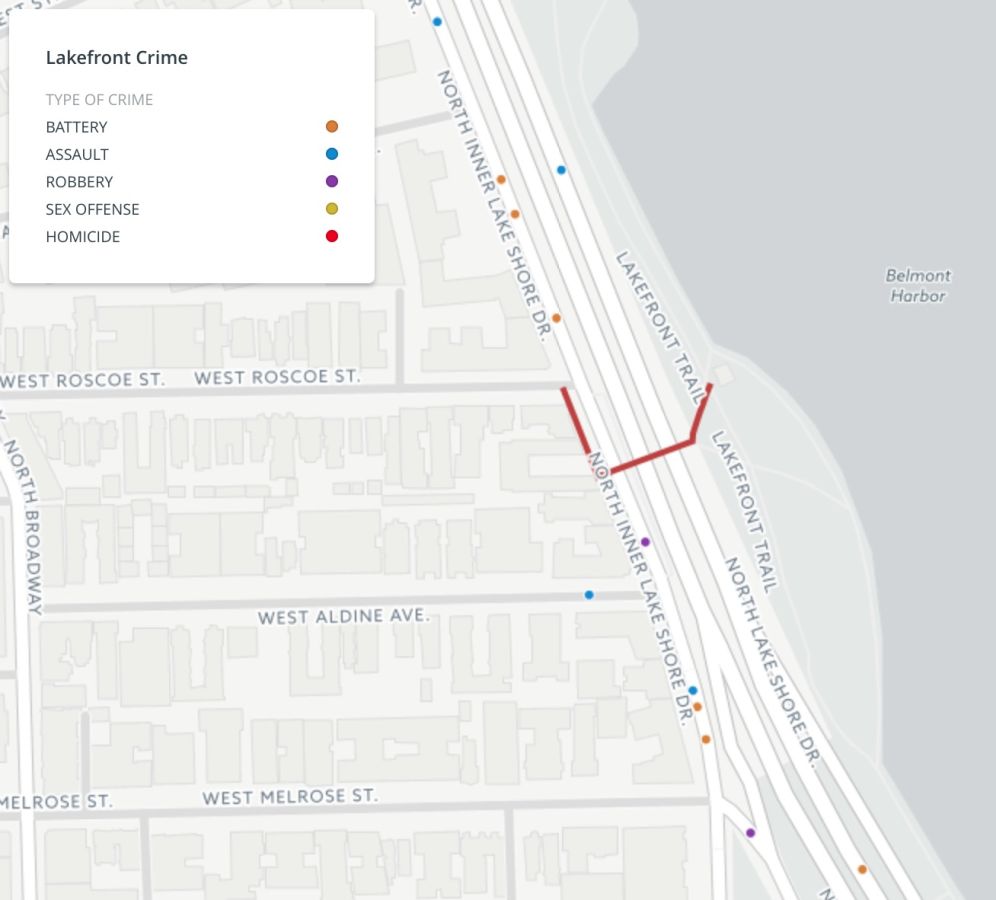 Lakefront Crime
TYPE OF CRIME
BATTERY
ASSAULT
ROBBERY
SEX OFFENSE
HOMICIDE
NORTH INNER LAKE SHORE DR.
LAKEFRONT TRAIL
Belmont
Harbor
WEST ROSCOE ST.
WEST ROSCOE ST.
NORTH BROADWAY
NORTH INNER LAKE SHORE DR.
LAKEFRONT TRAIL
NORTH LAKE SHORE DR.
WEST ALDINE AVE.
MELROSE ST.
WEST MELROSE ST.